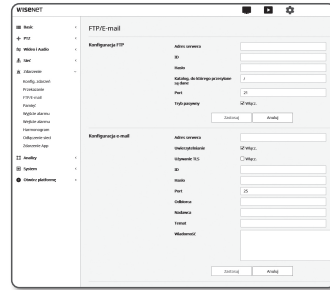 WISENET
Basic
PTZ
Wideo i Audio
Sieć
Zdarzenie
Konfig. zdarzeń
Przekazanie
FTP/E-mail
Pamięć
Wyjście alarmu
Wejście alarmu
Harmonogram
Odłączenie sieci
Zdarzenie App
Analizy
System
Otwórz platformę
FTP/E-mail
Konfiguracja FTP
Adres serwera
ID
Hasło
Katalog, do którego przesyłane są dane
/
Port
21
Tryb pasywny
Włącz.
Zastosuj
Anuluj
Konfiguracja e-mail
Adres serwera
Uwierzytelnianie
Włącz.
Używanie TLS
Włącz.
ID
Hasło
Port
25
Odbiorca
Nadawca
Temat
Wiadomość
Zastosuj
Anuluj